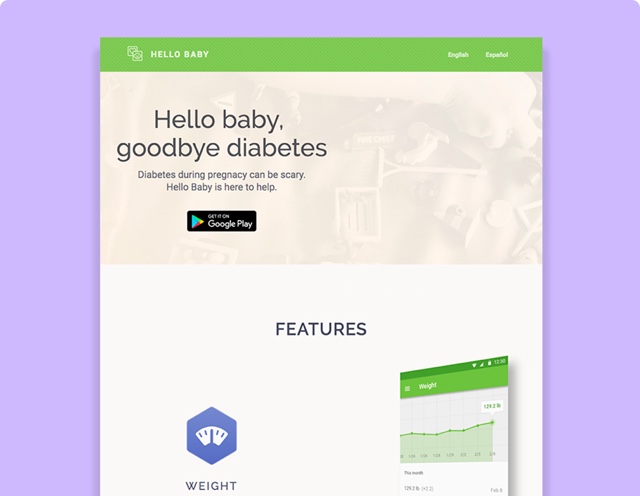 HELLO BABY
English
Español
Hello baby,
goodbye diabetes
Diabetes during pregnacy can be scary.
Hello Baby is here to help.
GET IT ON
Google Play
FEATURES
12:30
Weight
129.2 lb
This month
129.2 lb (+2.2)
Feb 6
WEIGHT